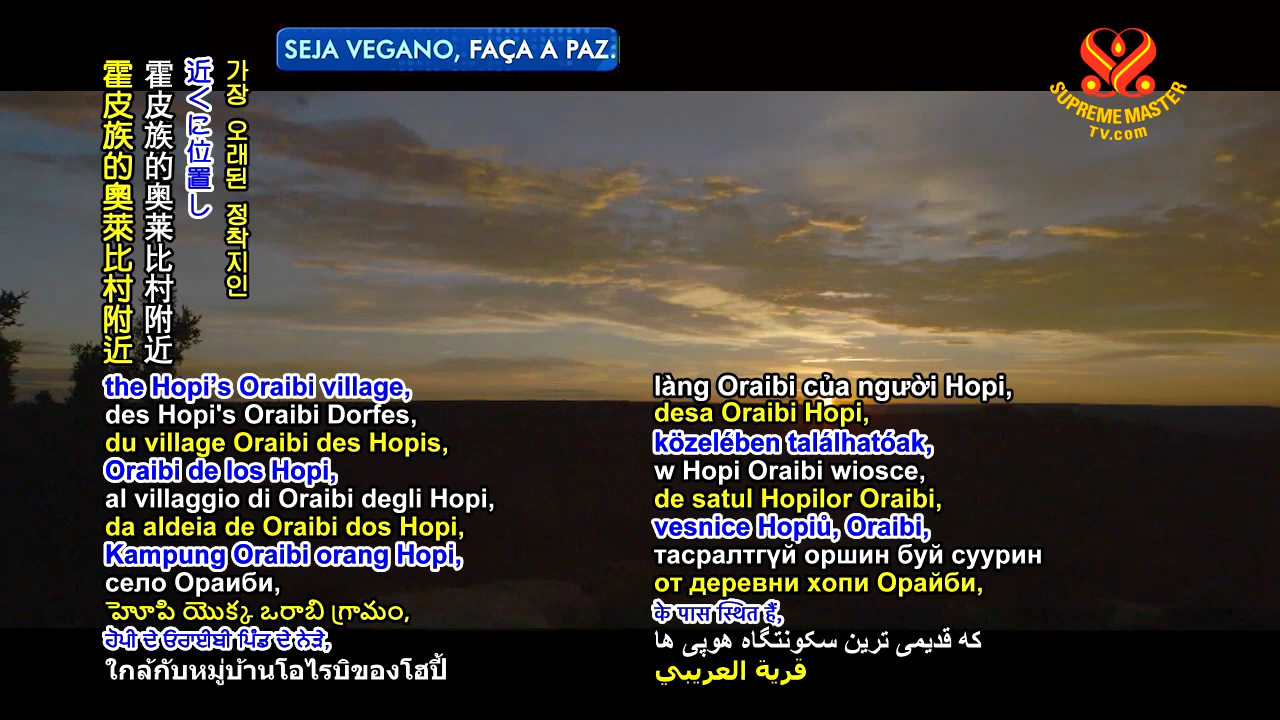 SEJA VEGANO, FAÇA A PAZ.
SUPREME MASTER
TV.com
霍皮族的奧萊比村附近
霍皮族的奥莱比村附近
近くに位置し
가장 오래된 정착지인
the Hopi’s Oraibi village,
des Hopi's Oraibi Dorfes,
du village Oraibi des Hopis,
Oraibi de los Hopi,
al villaggio di Oraibi degli Hopi,
da aldeia de Oraibi dos Hopi,
Kampung Oraibi orang Hopi,
село Ораиби,
హెూపి యొక్క ఒరాబి గ్రామం,
ਹੋਪੀ ਦੇ ਓਰਾਈਬੀ ਪਿੰਡ ਦੇ ਨੇੜੇ,
ใกล้กับหมู่บ้านโอไรบิของโฮปี้
làng Oraibi của người Hopi,
desa Oraibi Hopi,
közelében találhatóak,
w Hopi Oraibi wiosce,
de satul Hopilor Oraibi,
vesnice Hopiů, Oraibi,
тасралтгүй оршин буй суурин
от деревни хопи Орайби,
के पास स्थित हैं,
که قدیمی ترین سکونتگاه هوپی ها
قرية العريبي